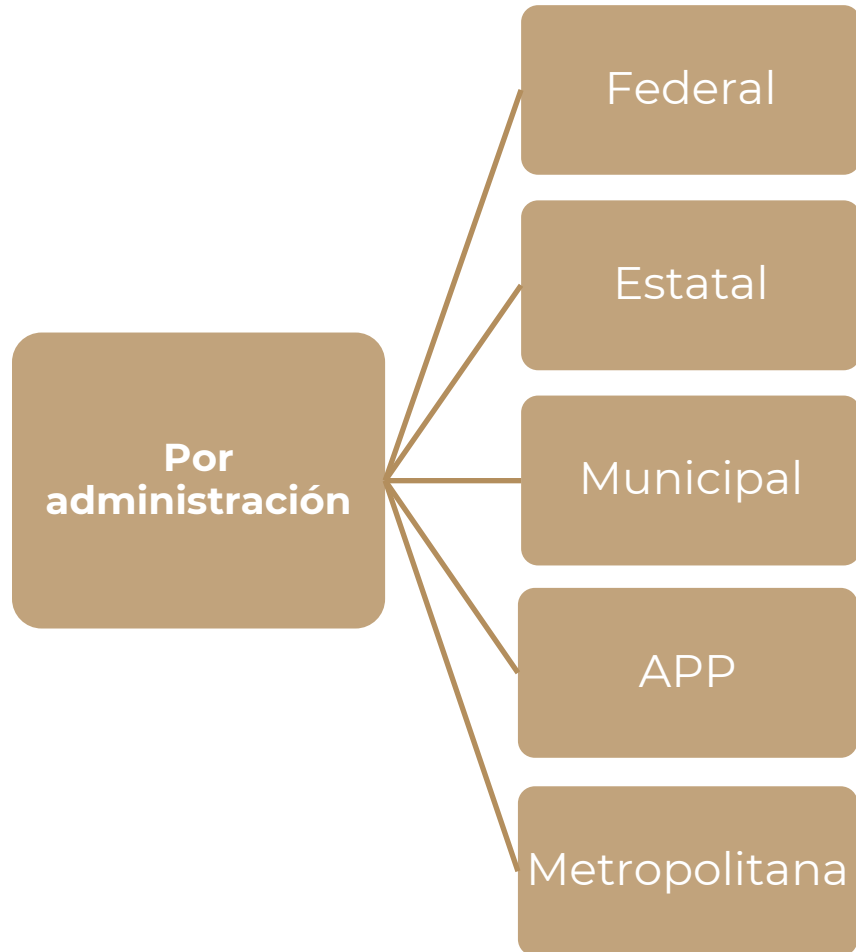 Por
administración
Federal
Estatal
Municipal
APP
Metropolitana